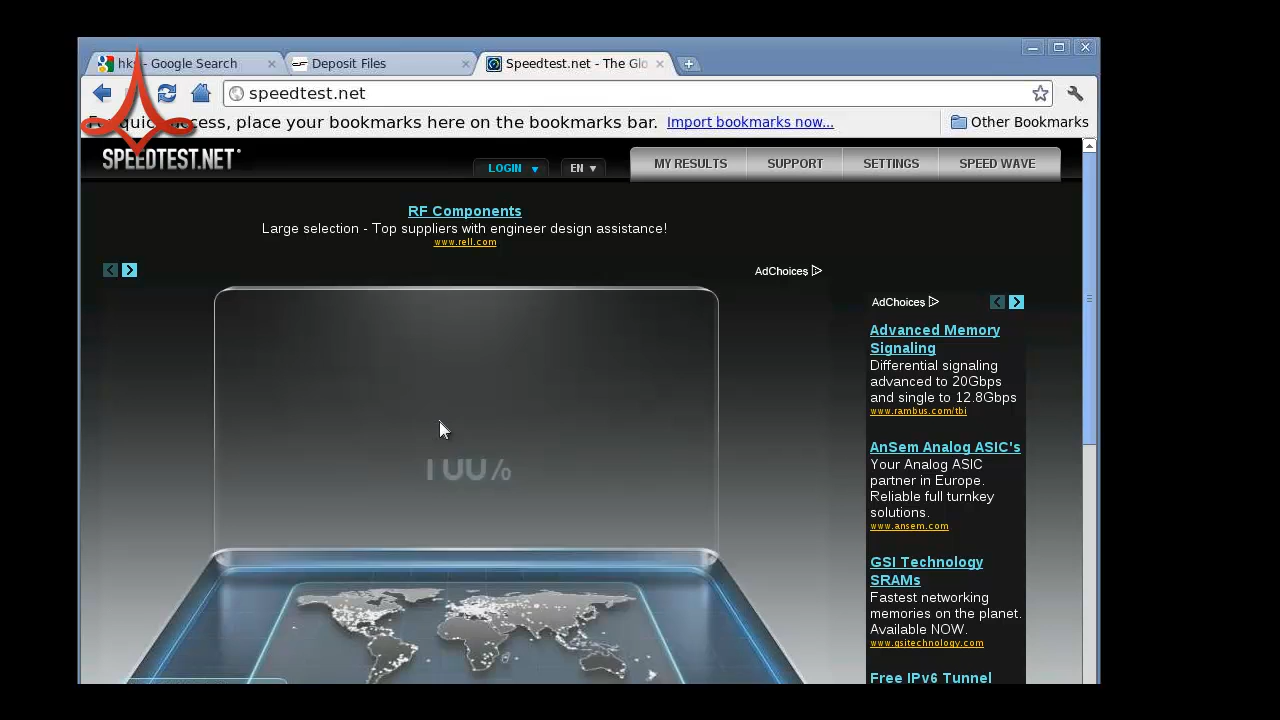 - Google Search
Deposit Files
Speedtest.net - The Glo
speedtest.net
access, place your bookmarks here on the bookmarks bar. Import bookmarks now...
Other Bookmarks
SPEEDTEST.NET
LOGIN
EN
MY RESULTS
SUPPORT
SETTINGS
SPEED WAVE
RF Components
Large selection - Top suppliers with engineer design assistance!
www.rell.com
AdChoices
AdChoices
Advanced Memory
Signaling
Differential signaling
advanced to 20Gbps
and single to 12.8Gbps
www.rambus.com/tbi
AnSem Analog ASIC's
Your Analog ASIC
partner in Europe.
Reliable full turnkey
solutions.
www.ansem.com
GSI Technology
SRAMs
Fastest networking
memories on the planet.
Available NOW.
www.gsitechnology.com
Free IPv6 Tunnel
100%